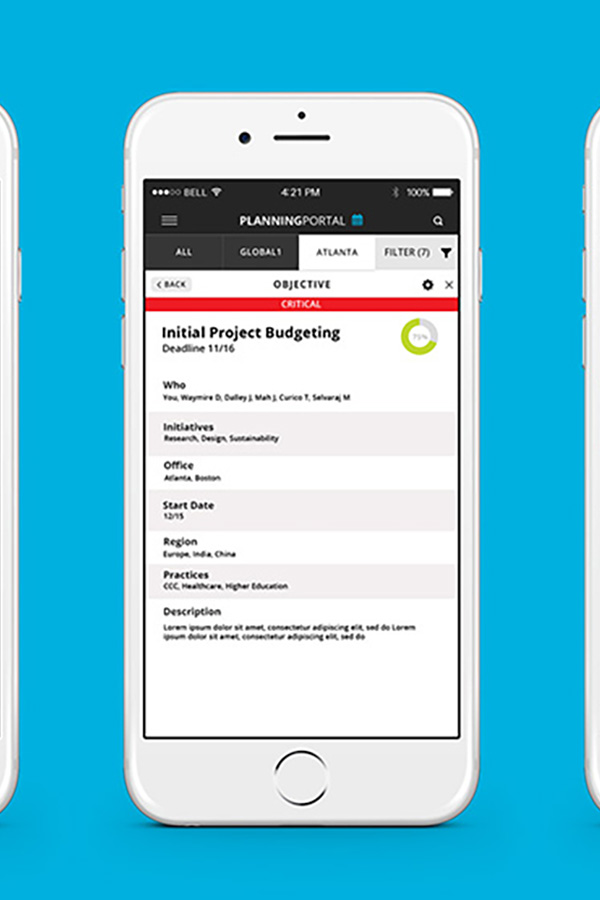 BELL 4:21 PM 100%
PLANNINGPORTAL
ALL GLOBAL1 ATLANTA FILTER (7)
< BACK OBJECTIVE ×
CRITICAL
Initial Project Budgeting
Deadline 11/16
75%
Who
You, Waymire D, Dalley J, Mah J, Curico T, Selvaraj M
Initiatives
Research, Design, Sustainability
Office
Atlanta, Boston
Start Date
12/15
Region
Europe, India, China
Practices
CCC, Healthcare, Higher Education
Description
Lorem ipsum dolor sit amet, consectetur adipiscing elit, sed do Lorem
ipsum dolor sit amet, consectetur adipiscing elit, sed do